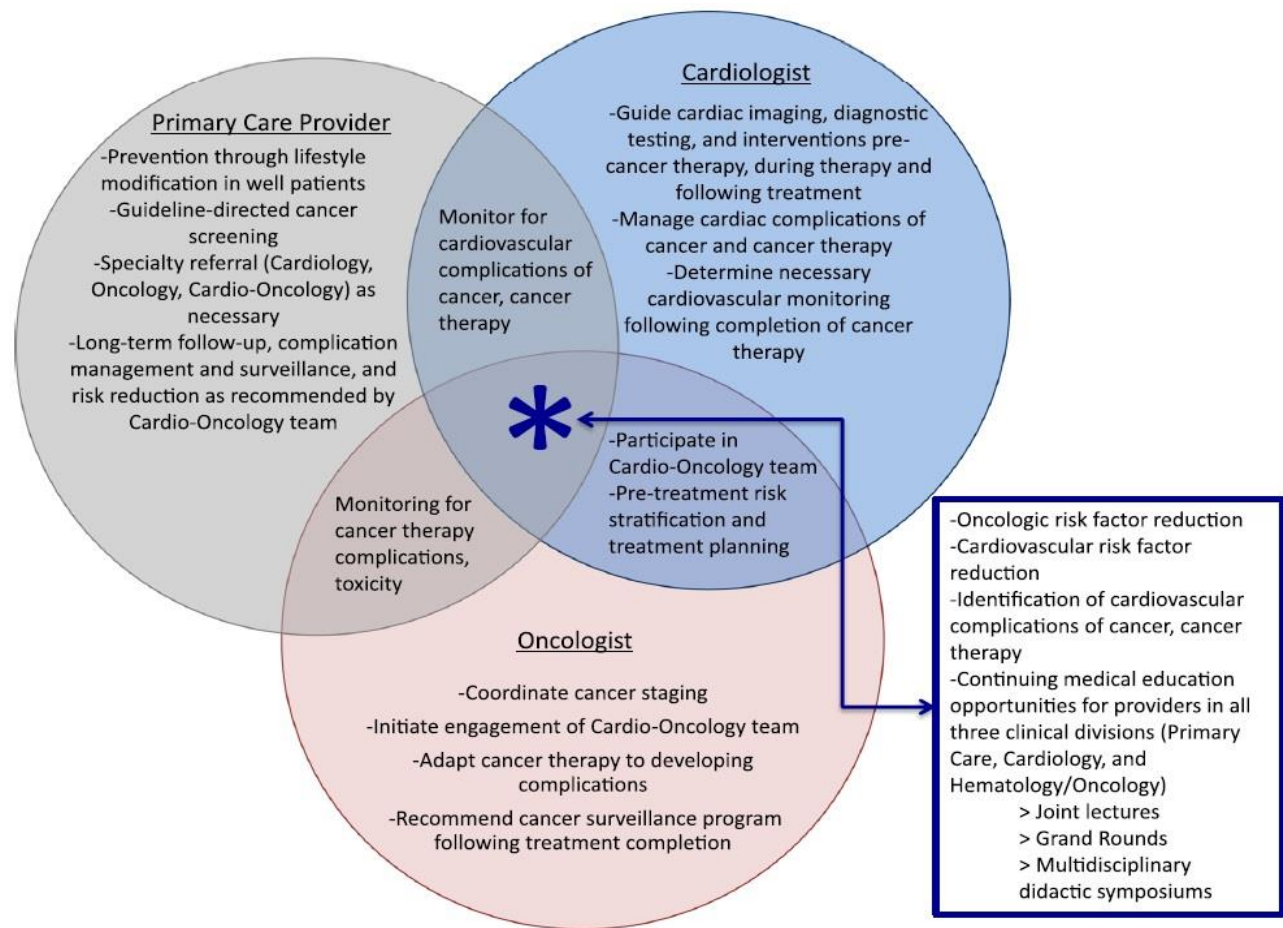 Primary Care Provider
-Prevention through lifestyle
modification in well patients
-Guideline-directed cancer
screening
-Specialty referral (Cardiology,
Oncology, Cardio-Oncology) as
necessary
-Long-term follow-up, complication
management and surveillance, and
risk reduction as recommended by
Cardio-Oncology team
Monitor for
cardiovascular
complications of
cancer, cancer
therapy
Cardiologist
-Guide cardiac imaging, diagnostic
testing, and interventions pre-
cancer therapy, during therapy and
following treatment
-Manage cardiac complications of
cancer and cancer therapy
-Determine necessary
cardiovascular monitoring
following completion of cancer
therapy
*
Monitoring for
cancer therapy
complications,
toxicity
-Participate in
Cardio-Oncology team
-Pre-treatment risk
stratification and
treatment planning
Oncologist
-Coordinate cancer staging
-Initiate engagement of Cardio-Oncology team
-Adapt cancer therapy to developing
complications
-Recommend cancer surveillance program
following treatment completion
-Oncologic risk factor reduction
-Cardiovascular risk factor
reduction
-Identification of cardiovascular
complications of cancer, cancer
therapy
-Continuing medical education
opportunities for providers in all
three clinical divisions (Primary
Care, Cardiology, and
Hematology/Oncology)
> Joint lectures
> Grand Rounds
> Multidisciplinary
didactic symposiums